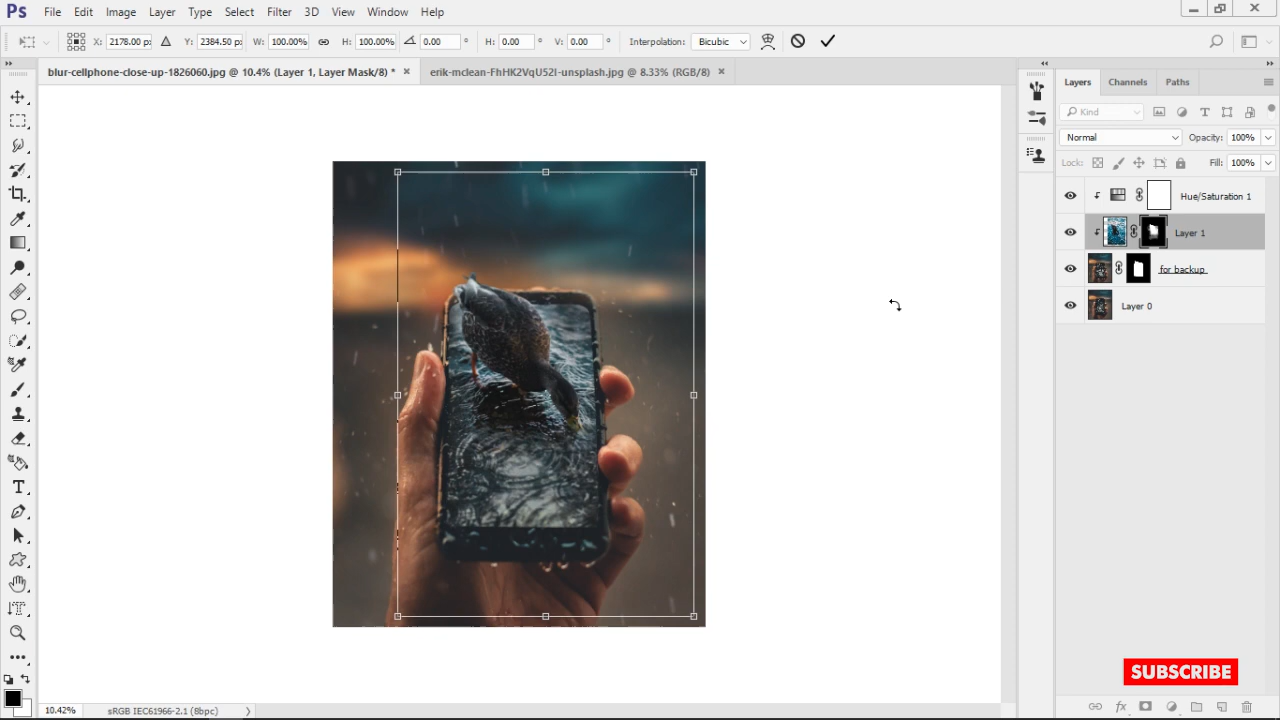 Ps File Edit Image Layer Type Select Filter 3D View Window Help
X: 2178.00 px Y: 2384.50 px W: 100.00% H: 100.00% 0.00 ° H: 0.00 ° V: 0.00 ° Interpolation: Bicubic
blur-cellphone-close-up-1826060.jpg @ 10.4% (Layer 1, Layer Mask/8) * × erik-mclean-FhHK2VqU52I-unsplash.jpg @ 8.33% (RGB/8) ×
Layers Channels Paths
Kind
Normal Opacity: 100%
Lock: Fill: 100%
Hue/Saturation 1
Layer 1
for backup
Layer 0
SUBSCRIBE
10.42% sRGB IEC61966-2.1 (8bpc)